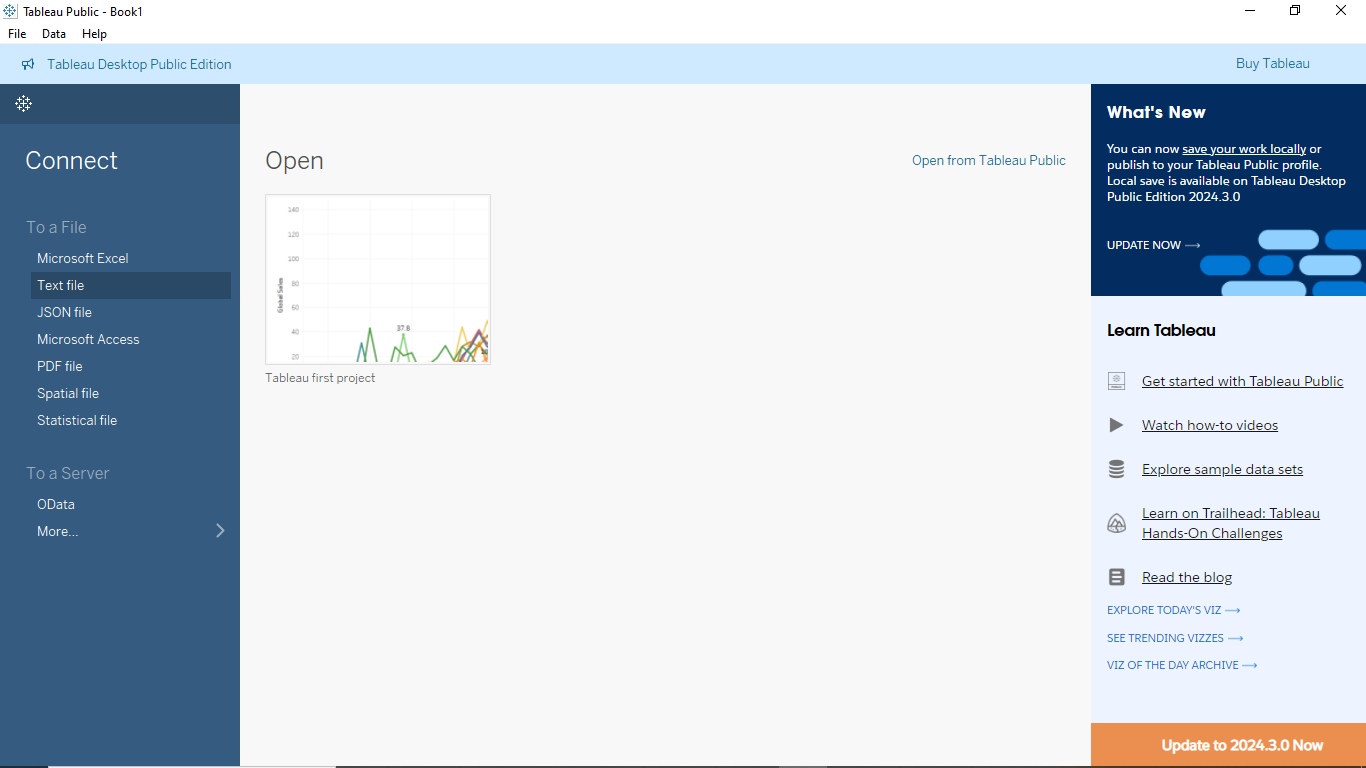 Tableau Public - Book1
File Data Help
Tableau Desktop Public Edition
Buy Tableau
Connect
To a File
Microsoft Excel
Text file
JSON file
Microsoft Access
PDF file
Spatial file
Statistical file
To a Server
OData
More...
Open
Open from Tableau Public
140
120
100
80
60
40
20
Global Sales
37.8
Tableau first project
What's New
You can now save your work locally or
publish to your Tableau Public profile.
Local save is available on Tableau Desktop
Public Edition 2024.3.0
UPDATE NOW →
Learn Tableau
Get started with Tableau Public
Watch how-to videos
Explore sample data sets
Learn on Trailhead: Tableau
Hands-On Challenges
Read the blog
EXPLORE TODAY'S VIZ →
SEE TRENDING VIZZES →
VIZ OF THE DAY ARCHIVE →
Update to 2024.3.0 Now